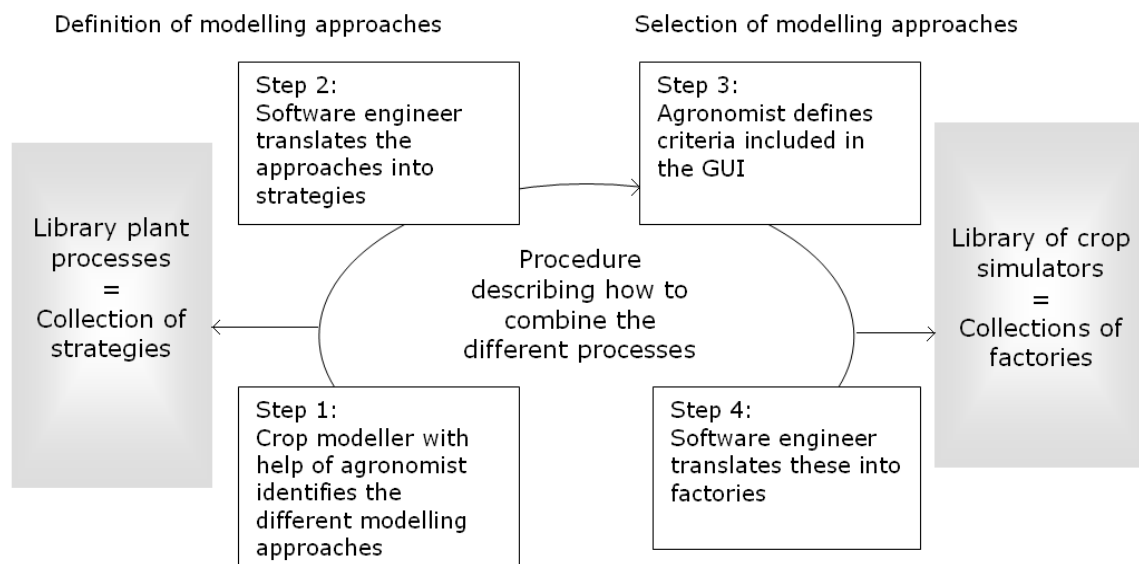 Definition of modelling approaches
Selection of modelling approaches
Step 2:
Software engineer
translates the
approaches into
strategies
Step 3:
Agronomist defines
criteria included in
the GUI
Library plant
processes
=
Collection of
strategies
Procedure
describing how to
combine the
different processes
Library of crop
simulators
=
Collections of
factories
Step 1:
Crop modeller with
help of agronomist
identifies the
different modelling
approaches
Step 4:
Software engineer
translates these into
factories